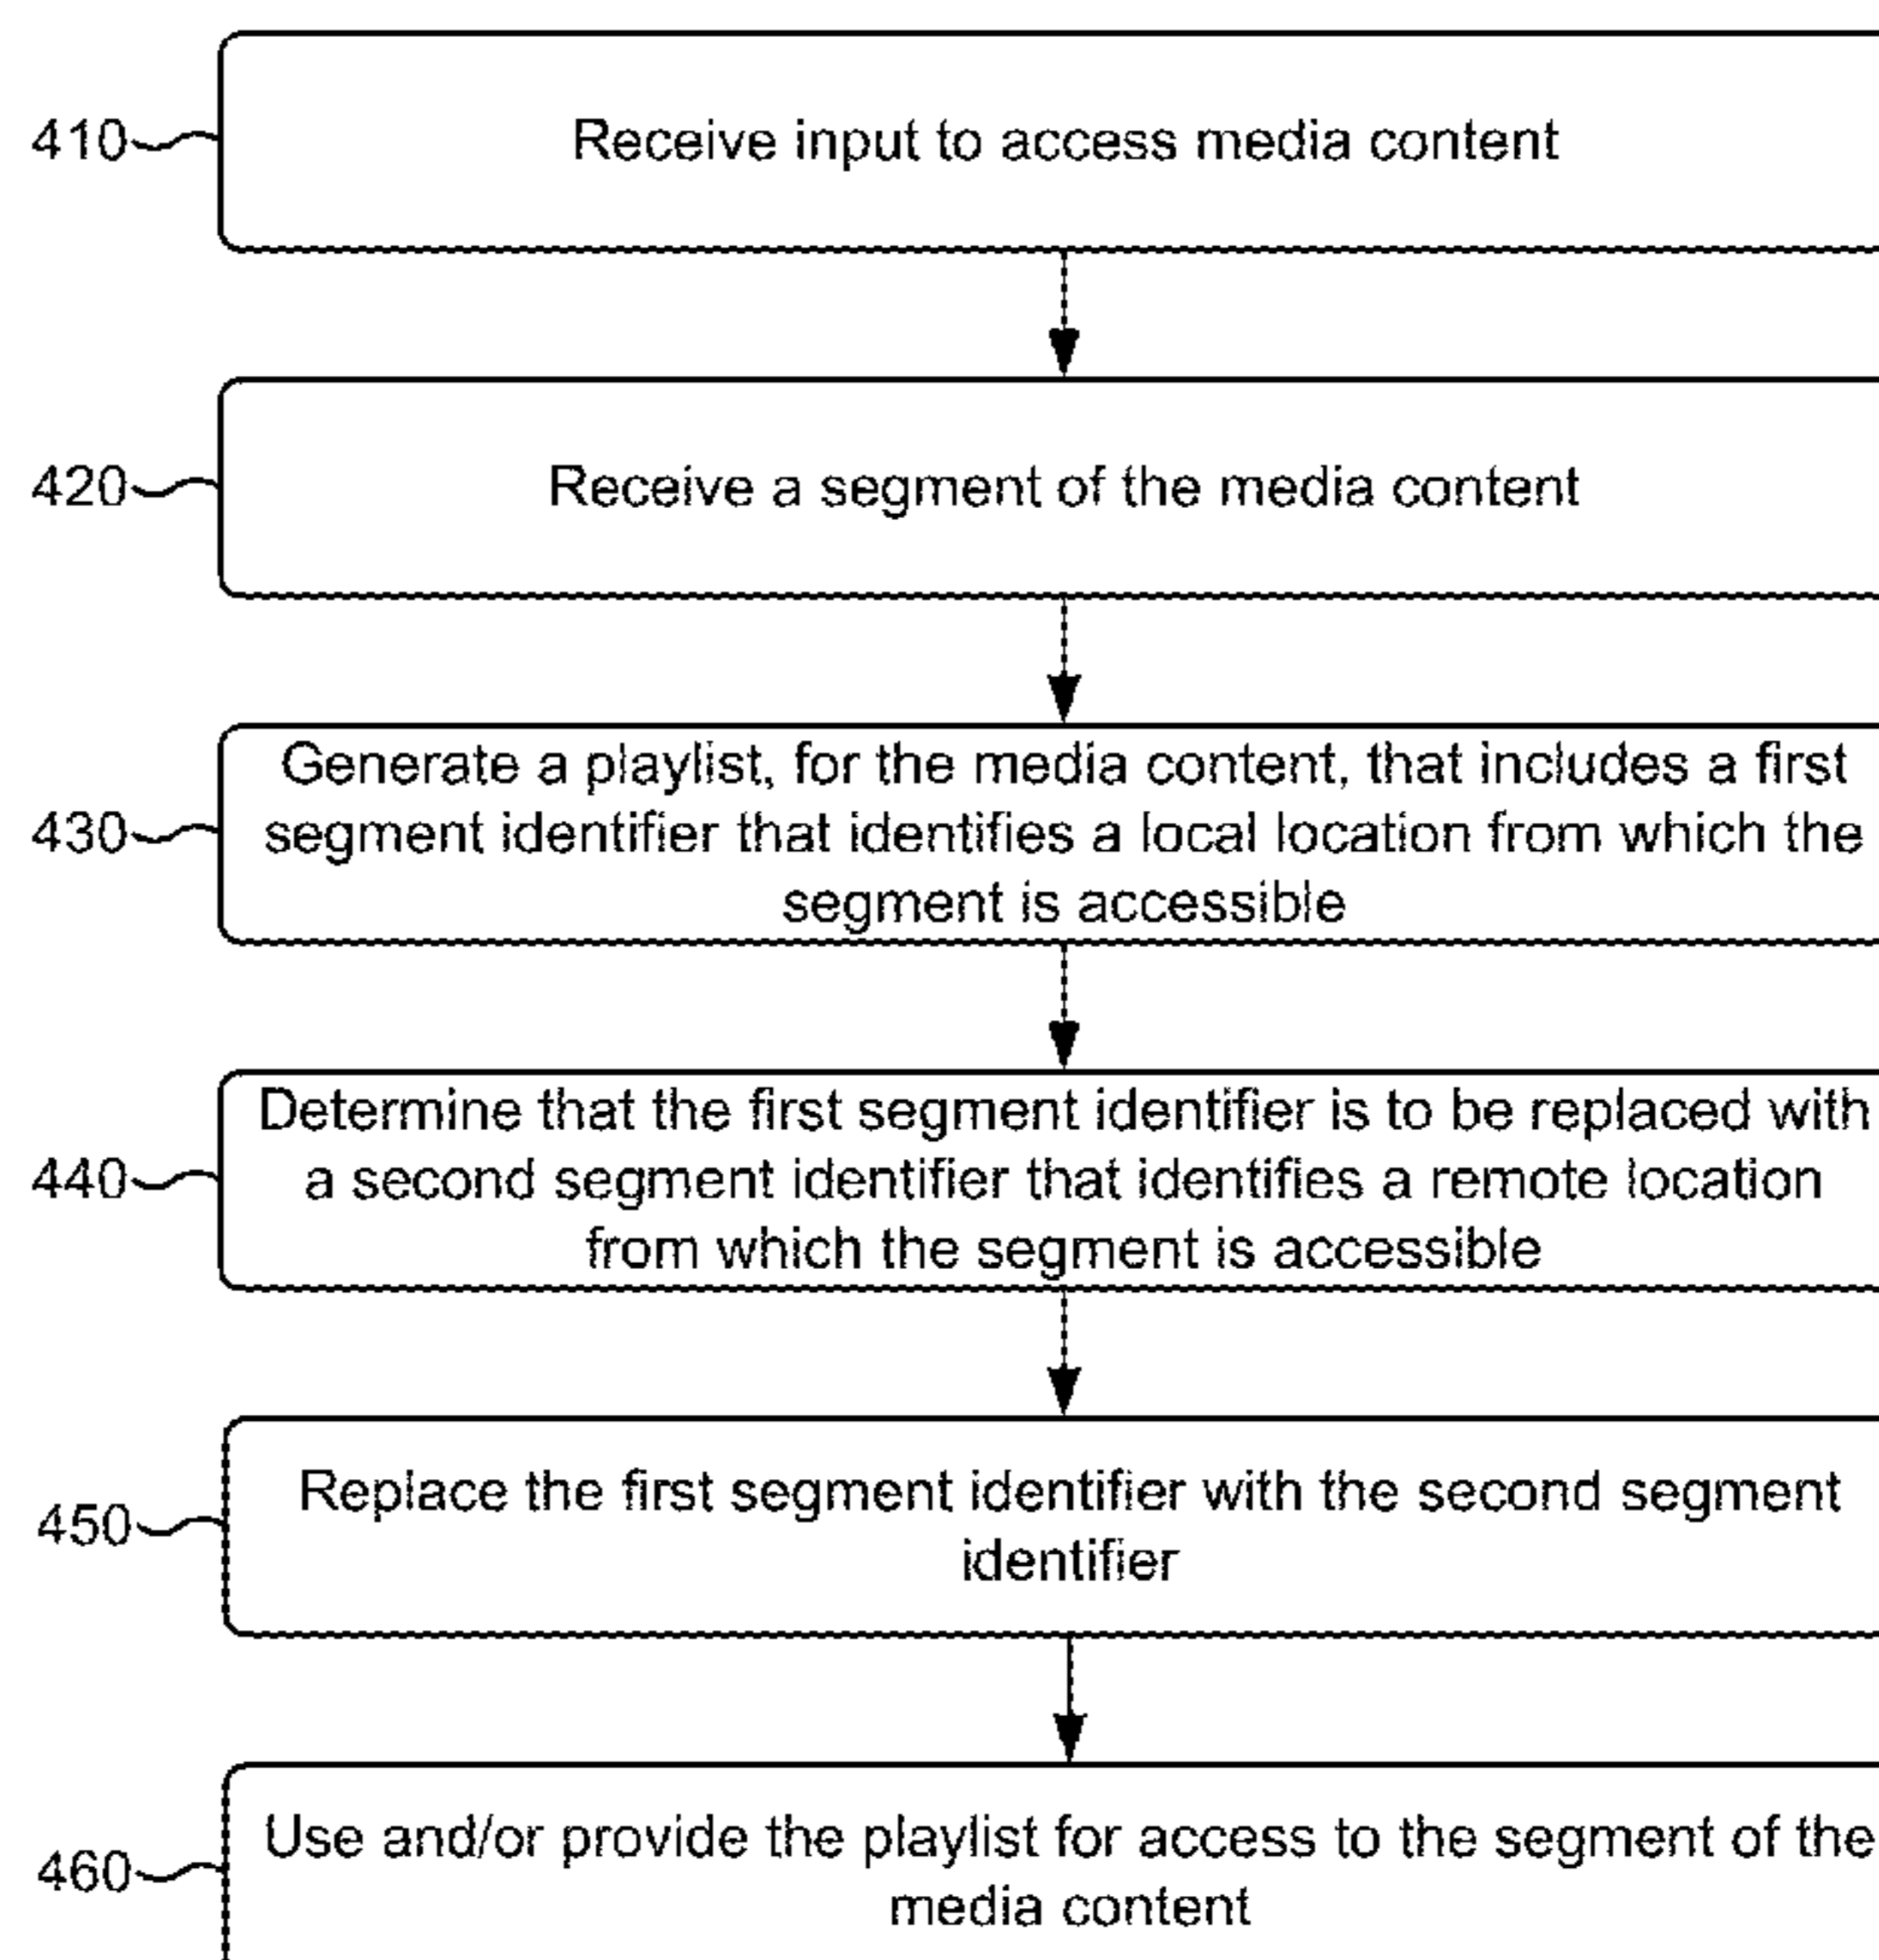 410
Receive input to access media content
420
Receive a segment of the media content
430
Generate a playlist, for the media content, that includes a first
segment identifier that identifies a local location from which the
segment is accessible
440
Determine that the first segment identifier is to be replaced with
a second segment identifier that identifies a remote location
from which the segment is accessible
450
Replace the first segment identifier with the second segment
identifier
460
Use and/or provide the playlist for access to the segment of the
media content